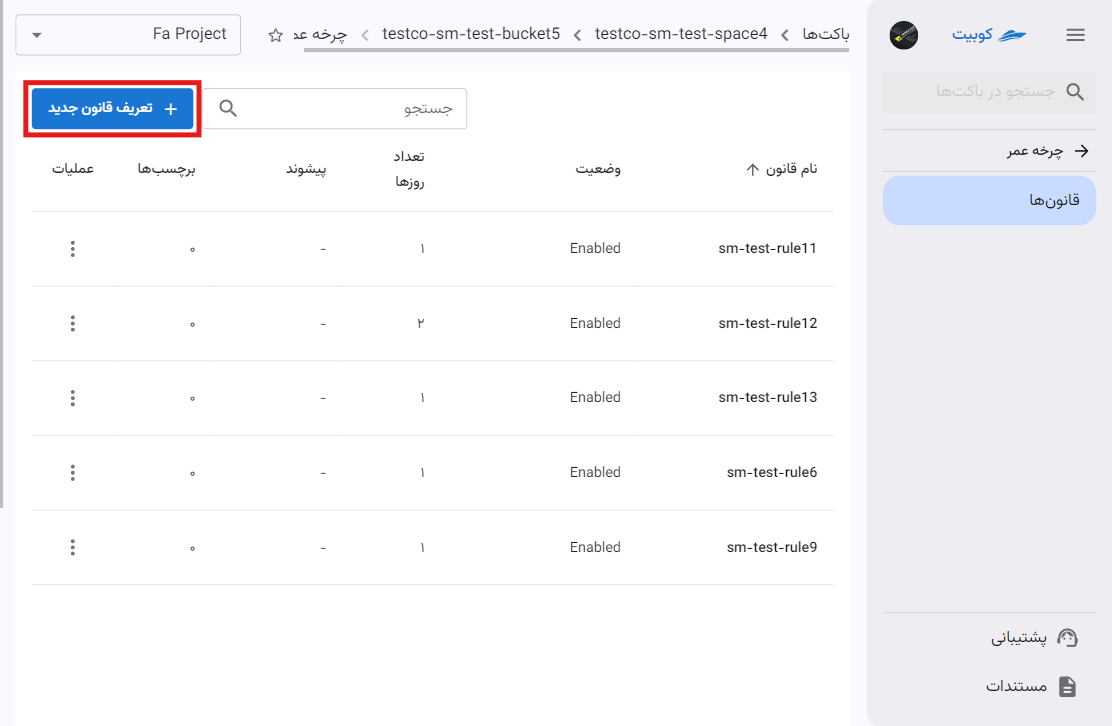 کوبیت
جستجو در باکت‌ها
چرخه عمر
قانون‌ها
پشتیبانی
مستندات
باکت‌ها
testco-sm-test-space4
testco-sm-test-bucket5
چرخه عم
Fa Project
جستجو
تعریف قانون جدید
نام قانون وضعیت تعداد روزها پیشوند برچسب‌ها عملیات
sm-test-rule11 Enabled ۱ - ۰
sm-test-rule12 Enabled ۲ - ۰
sm-test-rule13 Enabled ۱ - ۰
sm-test-rule6 Enabled ۱ - ۰
sm-test-rule9 Enabled ۱ - ۰